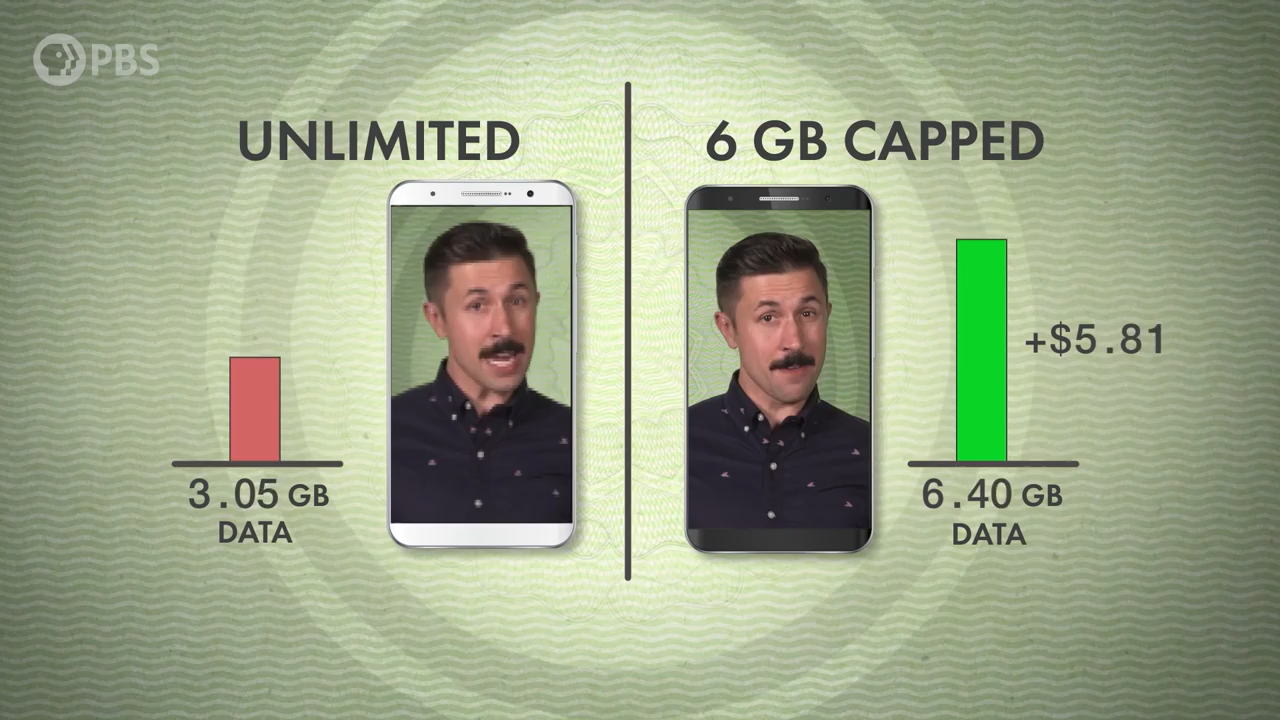 PBS
UNLIMITED
6 GB CAPPED
+$5.81
3.05 GB
DATA
6.40 GB
DATA